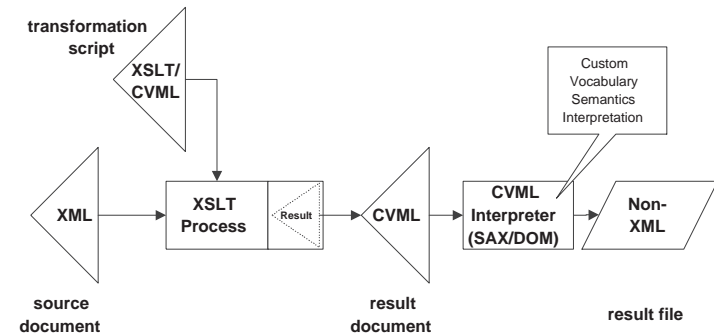 transformation
script
XSLT/
CVML
Custom
Vocabulary
Semantics
Interpretation
XML
XSLT
Process
Result
CVML
CVML
Interpreter
(SAX/DOM)
Non-
XML
source
document
result
document
result file